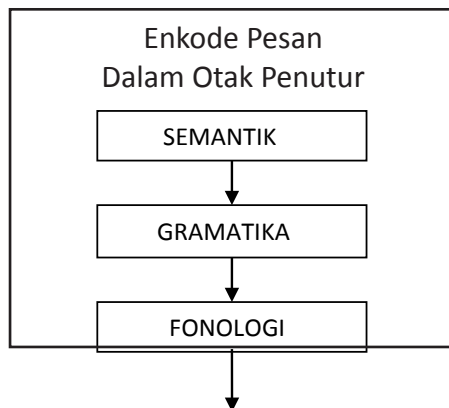 Enkode Pesan
Dalam Otak Penutur
SEMANTIK
GRAMATIKA
FONOLOGI